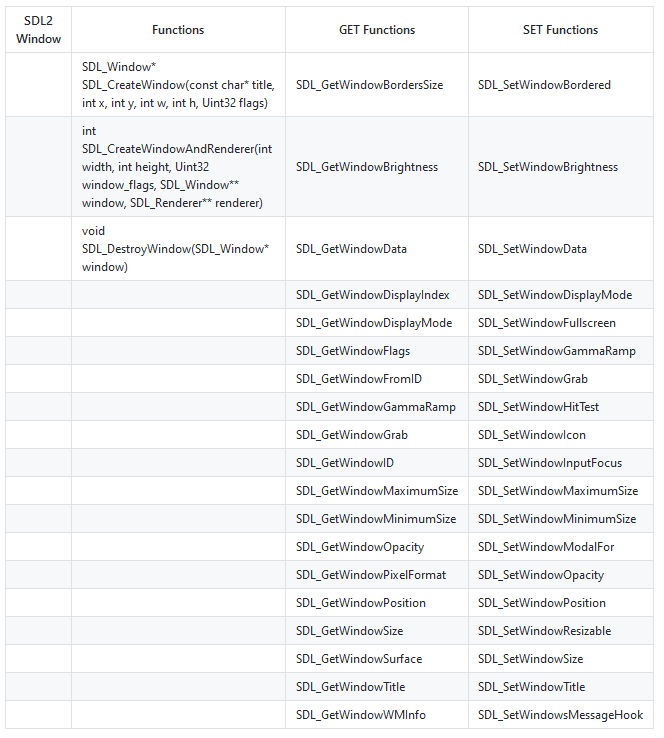 SDL2
Window
Functions
GET Functions
SET Functions
SDL_Window*
SDL_CreateWindow(const char* title,
int x, int y, int w, int h, Uint32 flags)
SDL_GetWindowBordersSize
SDL_SetWindowBordered
int
SDL_CreateWindowAndRenderer(int
width, int height, Uint32
window_flags, SDL_Window**
window, SDL_Renderer** renderer)
SDL_GetWindowBrightness
SDL_SetWindowBrightness
void
SDL_DestroyWindow(SDL_Window*
window)
SDL_GetWindowData
SDL_SetWindowData
SDL_GetWindowDisplayIndex
SDL_SetWindowDisplayMode
SDL_GetWindowDisplayMode
SDL_SetWindowFullscreen
SDL_GetWindowFlags
SDL_SetWindowGammaRamp
SDL_GetWindowFromID
SDL_SetWindowGrab
SDL_GetWindowGammaRamp
SDL_SetWindowHitTest
SDL_GetWindowGrab
SDL_SetWindowIcon
SDL_GetWindowID
SDL_SetWindowInputFocus
SDL_GetWindowMaximumSize
SDL_SetWindowMaximumSize
SDL_GetWindowMinimumSize
SDL_SetWindowMinimumSize
SDL_GetWindowOpacity
SDL_SetWindowModalFor
SDL_GetWindowPixelFormat
SDL_SetWindowOpacity
SDL_GetWindowPosition
SDL_SetWindowPosition
SDL_GetWindowSize
SDL_SetWindowResizable
SDL_GetWindowSurface
SDL_SetWindowSize
SDL_GetWindowTitle
SDL_SetWindowTitle
SDL_GetWindowWMInfo
SDL_SetWindowsMessageHook